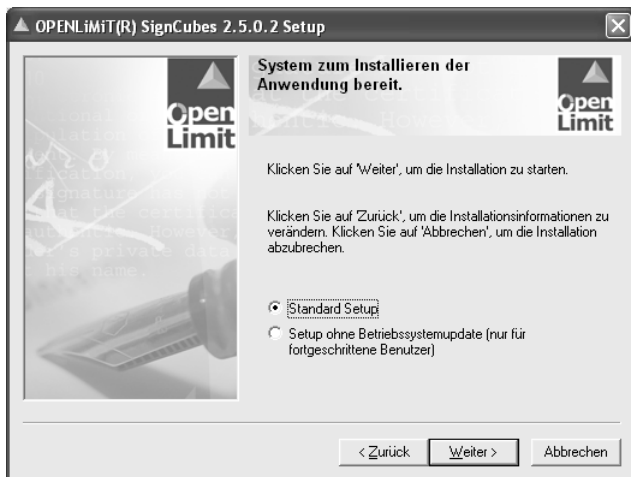 OPENLiMiT(R) SignCubes 2.5.0.2 Setup
Open
Limit
System zum Installieren der
Anwendung bereit.
Open
Limit
Klicken Sie auf 'Weiter', um die Installation zu starten.
Klicken Sie auf 'Zurück', um die Installationsinformationen zu
verändern. Klicken Sie auf 'Abbrechen', um die Installation
abzubrechen.
Standard Setup
Setup ohne Betriebssystemupdate (nur für
fortgeschrittene Benutzer)
< Zurück
Weiter >
Abbrechen